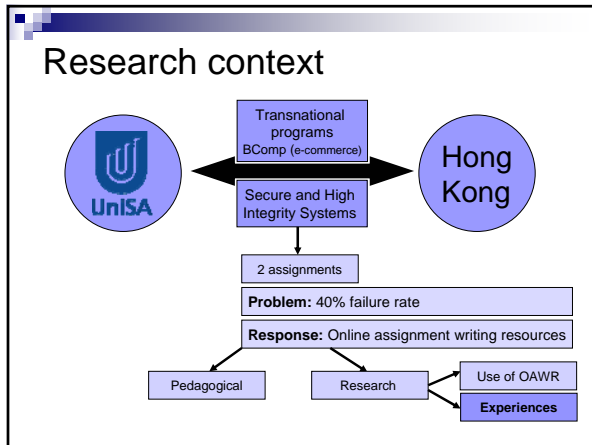 Research context
Transnational
programs
BComp (e-commerce)
UniSA
Hong
Kong
Secure and High
Integrity Systems
2 assignments
Problem: 40% failure rate
Response: Online assignment writing resources
Pedagogical
Research
Use of OAWR
Experiences